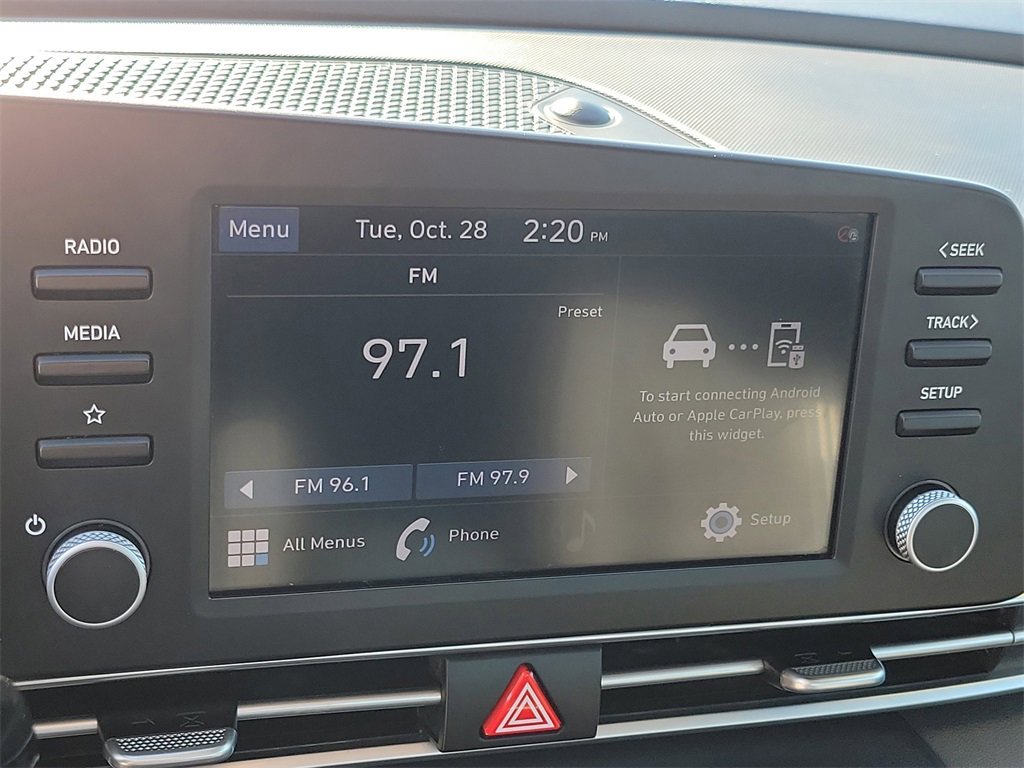 Menu Tue, Oct. 28 2:20 PM
RADIO
<SEEK
FM
Preset
MEDIA
TRACK>
97.1
To start connecting Android
Auto or Apple CarPlay, press
this widget.
SETUP
FM 96.1 FM 97.9
All Menus Phone Setup